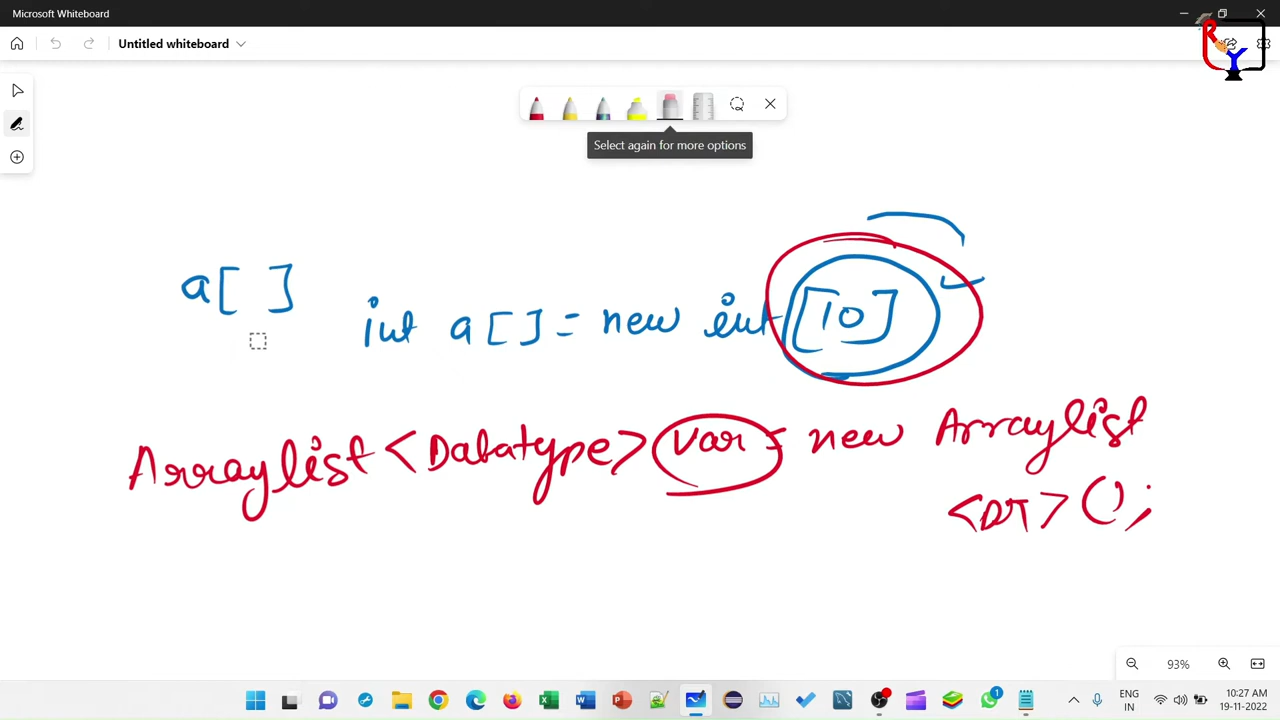 Microsoft Whiteboard
Untitled whiteboard
Select again for more options
a[ ]
int a[] = new int [10]
Arraylist <Datatype> var = new Arraylist
<DT> ();
93%
ENG
IN
10:27 AM
19-11-2022
1
R
Y